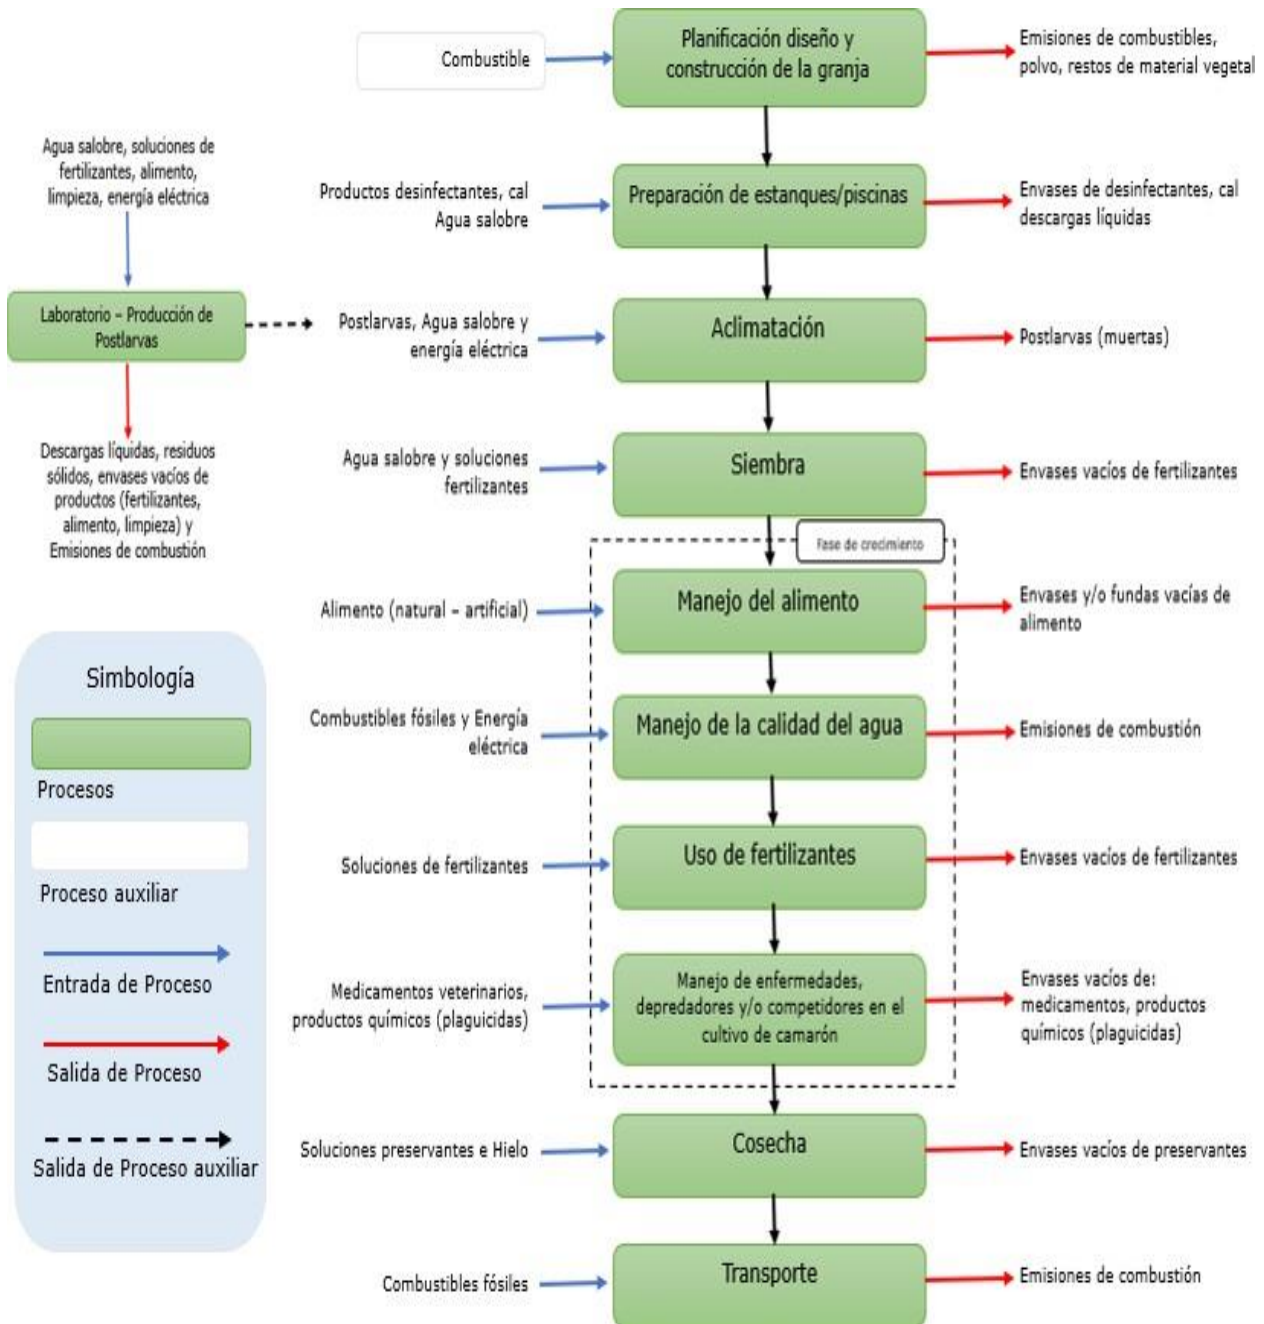 Combustible
Planificación diseño y
construcción de la granja
Emisiones de combustibles,
polvo, restos de material vegetal
Agua salobre, soluciones de
fertilizantes, alimento,
limpieza, energía eléctrica
Productos desinfectantes, cal
Agua salobre
Preparación de estanques/piscinas
Envases de desinfectantes, cal
descargas líquidas
Laboratorio – Producción de
Postlarvas
Postlarvas, Agua salobre y
energía eléctrica
Aclimatación
Postlarvas (muertas)
Descargas líquidas, residuos
sólidos, envases vacíos de
productos (fertilizantes,
alimento, limpieza) y
Emisiones de combustión
Agua salobre y soluciones
fertilizantes
Siembra
Envases vacíos de fertilizantes
Fase de crecimiento
Alimento (natural – artificial)
Manejo del alimento
Envases y/o fundas vacías de
alimento
Combustibles fósiles y Energía
eléctrica
Manejo de la calidad del agua
Emisiones de combustión
Soluciones de fertilizantes
Uso de fertilizantes
Envases vacíos de fertilizantes
Medicamentos veterinarios,
productos químicos (plaguicidas)
Manejo de enfermedades,
depredadores y/o competidores en el
cultivo de camarón
Envases vacíos de:
medicamentos, productos
químicos (plaguicidas)
Soluciones preservantes e Hielo
Cosecha
Envases vacíos de preservantes
Combustibles fósiles
Transporte
Emisiones de combustión
Simbología
Procesos
Proceso auxiliar
Entrada de Proceso
Salida de Proceso
Salida de Proceso auxiliar